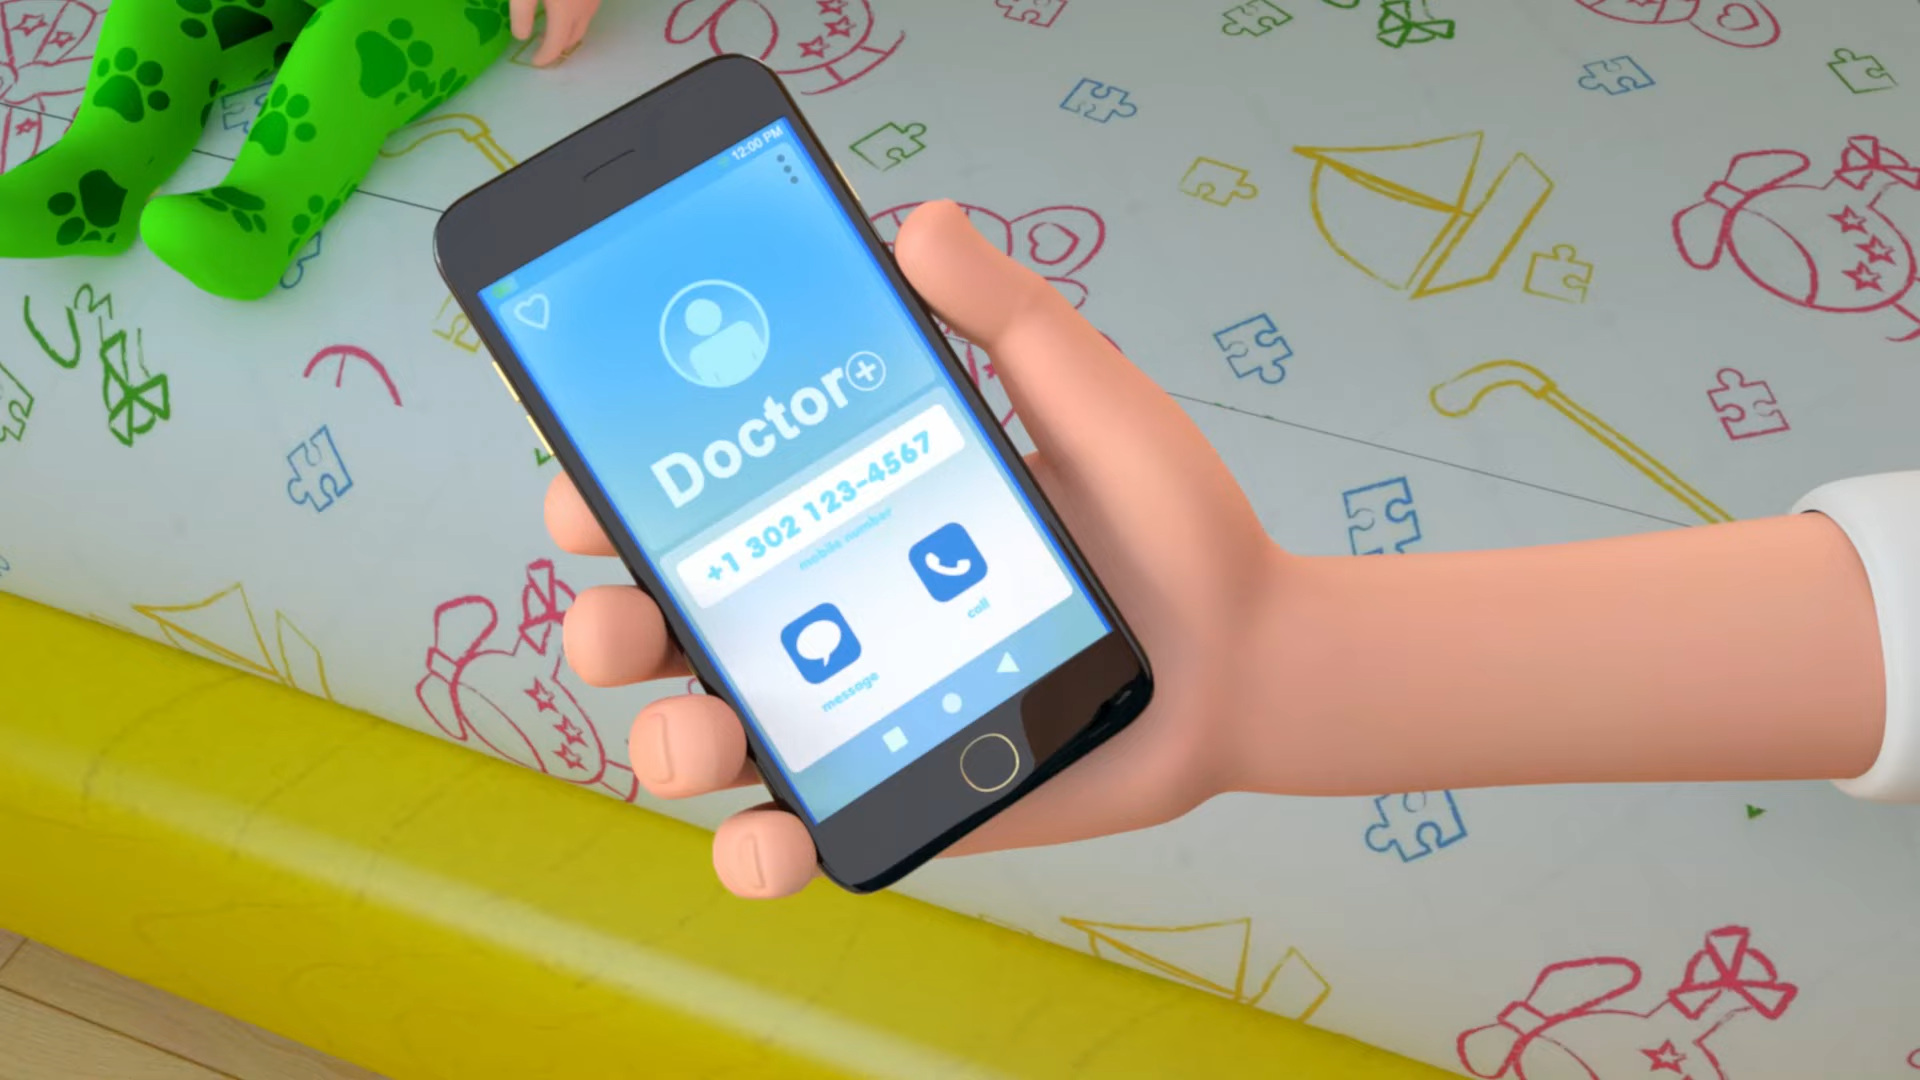 12:00 PM
Doctor
+1 302 123-4567
mobile number
call
message